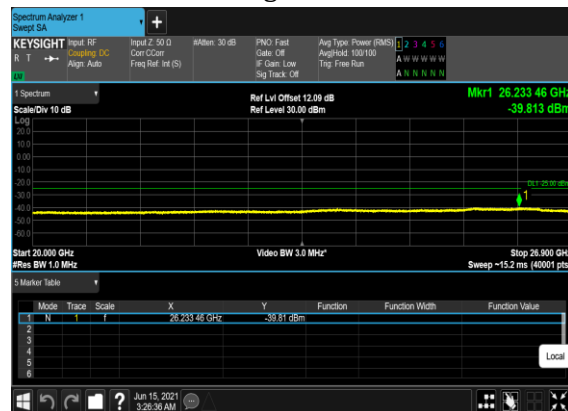 Spectrum Analyzer 1
Swept SA
+
KEYSIGHT Input: RF Input Z: 50 Ω #Atten: 30 dB PNO: Fast Avg Type: Power (RMS) 1 2 3 4 5 6
R T Coupling: DC Corr CCorr Gate: Off Avg|Hold: 100/100 A W W W W W
Align: Auto Freq Ref: Int (S) IF Gain: Low Trig: Free Run
LW Sig Track: Off A N N N N N
1 Spectrum Ref Lvl Offset 12.09 dB Mkr1 26.233 46 GHz
Scale/Div 10 dB Ref Level 30.00 dBm -39.813 dBm
Log
20.0
10.0
0.00
-10.0
-20.0 DL1 -25.00 dBm
-30.0 1
-40.0
-50.0
-60.0
Start 20.000 GHz Video BW 3.0 MHz* Stop 26.900 GHz
#Res BW 1.0 MHz Sweep ~15.2 ms (40001 pts)
5 Marker Table
Mode Trace Scale X Y Function Function Width Function Value
1 N 1 f 26.233 46 GHz -39.81 dBm
2
3
4
5
6
Local
? Jun 15, 2021
3:26:36 AM